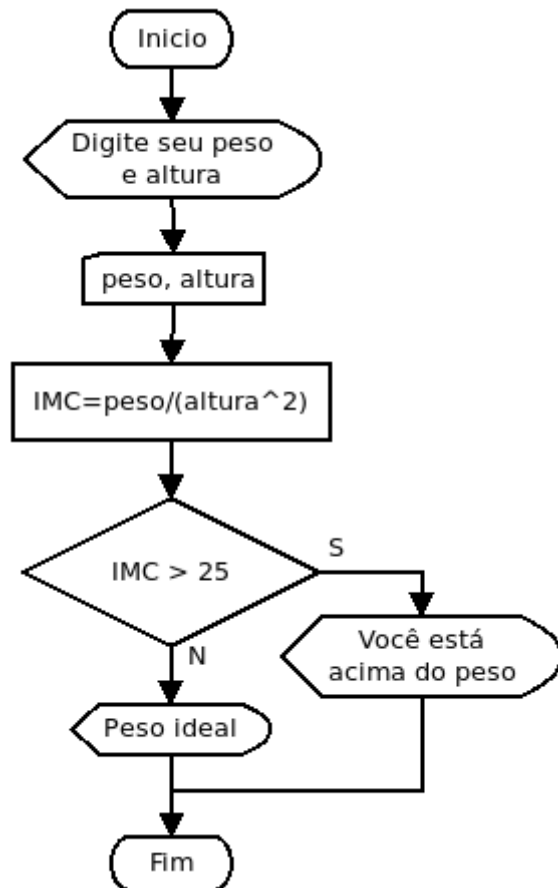 Inicio
Digite seu peso
e altura
peso, altura
IMC=peso/(altura^2)
IMC > 25
S
N
Você está
acima do peso
Peso ideal
Fim